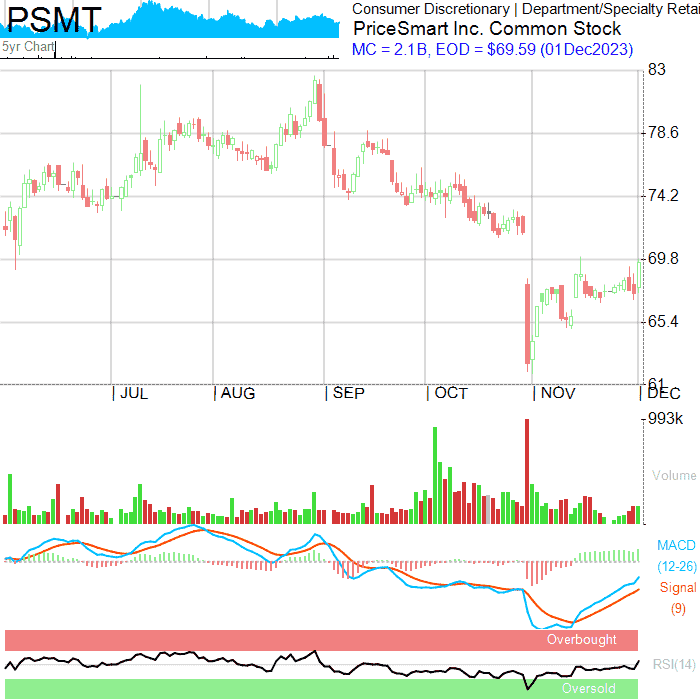 PSMT
5yr Chart
Consumer Discretionary | Department/Specialty Retai
PriceSmart Inc. Common Stock
MC = 2.1B, EOD = $69.59 (01Dec2023)
83
78.6
74.2
69.8
65.4
61
JUL AUG SEP OCT NOV DEC
993k
Volume
MACD
(12-26)
Signal
(9)
Overbought
RSI(14)
Oversold